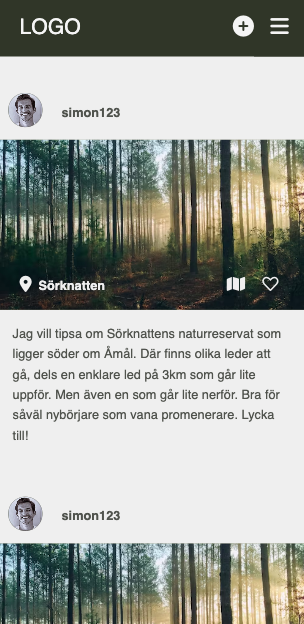 LOGO
simon123
Sörknatten
Jag vill tipsa om Sörknattens naturreservat som
ligger söder om Åmål. Där finns olika leder att
gå, dels en enklare led på 3km som går lite
uppför. Men även en som går lite nerför. Bra för
såväl nybörjare som vana promenerare. Lycka
till!
simon123